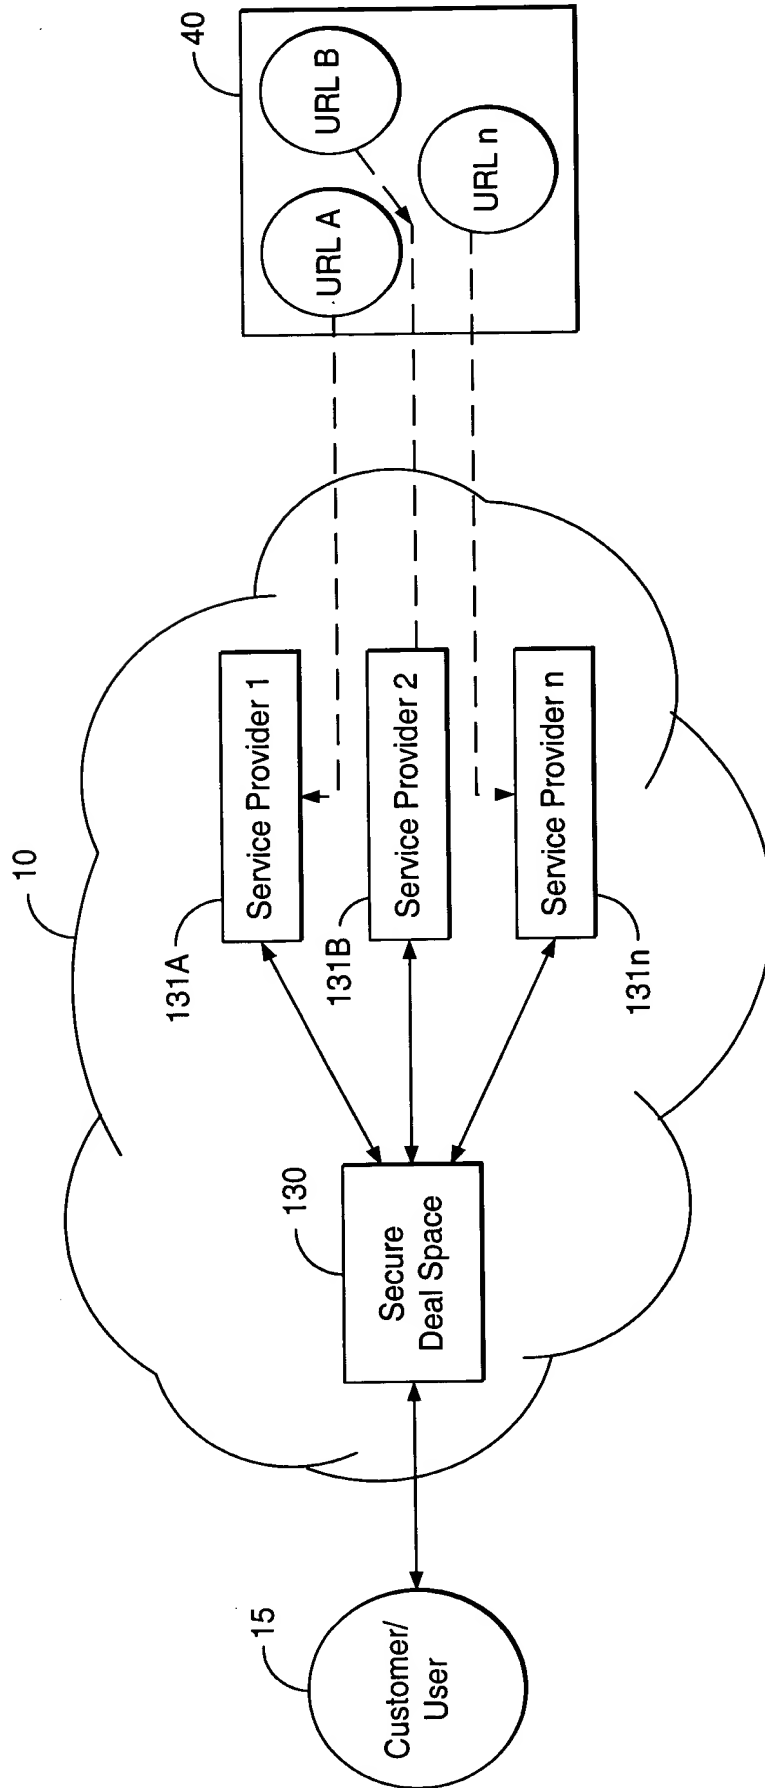 15
Customer/
User
10
130
Secure
Deal Space
131A
Service Provider 1
131B
Service Provider 2
131n
Service Provider n
40
URL A
URL B
URL n